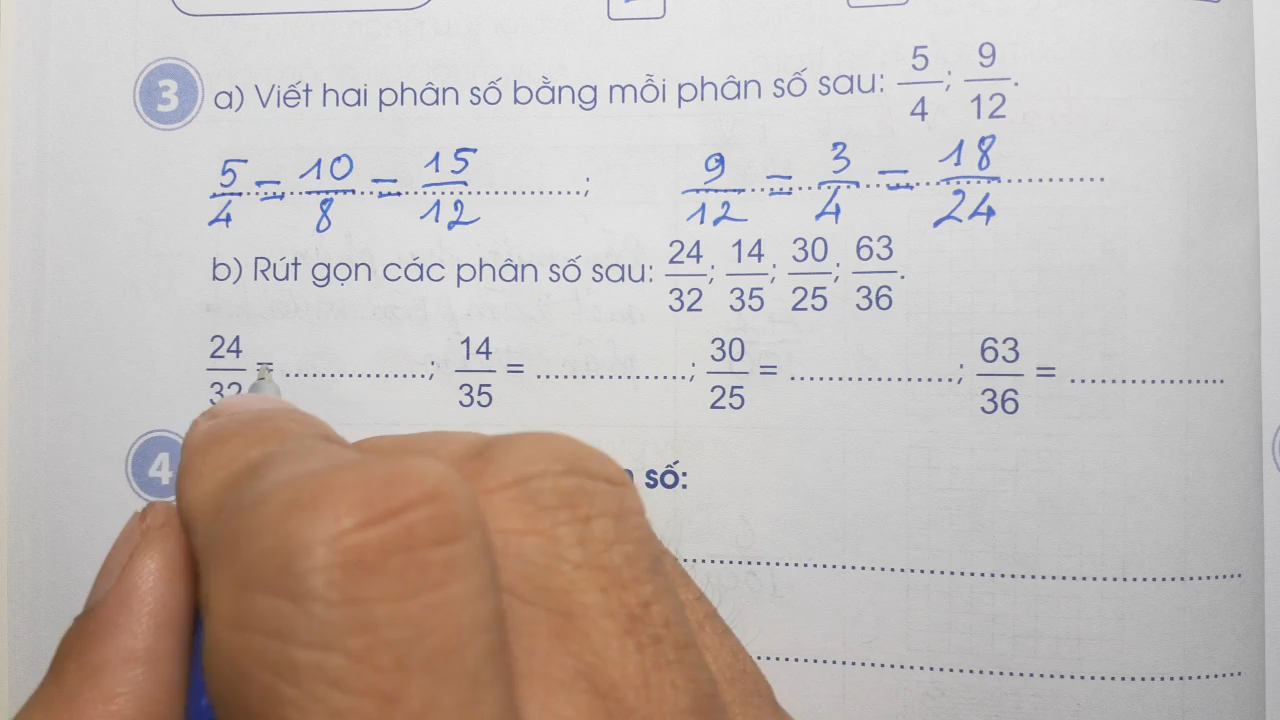 3 a) Viết hai phân số bằng mỗi phân số sau: 5/4; 9/12.
5/4 = 10/8 = 15/12 ; 9/12 = 3/4 = 18/24
b) Rút gọn các phân số sau: 24/32; 14/35; 30/25; 63/36.
24/32 = ................; 14/35 = .................; 30/25 = ..................; 63/36 = .................
4 số: